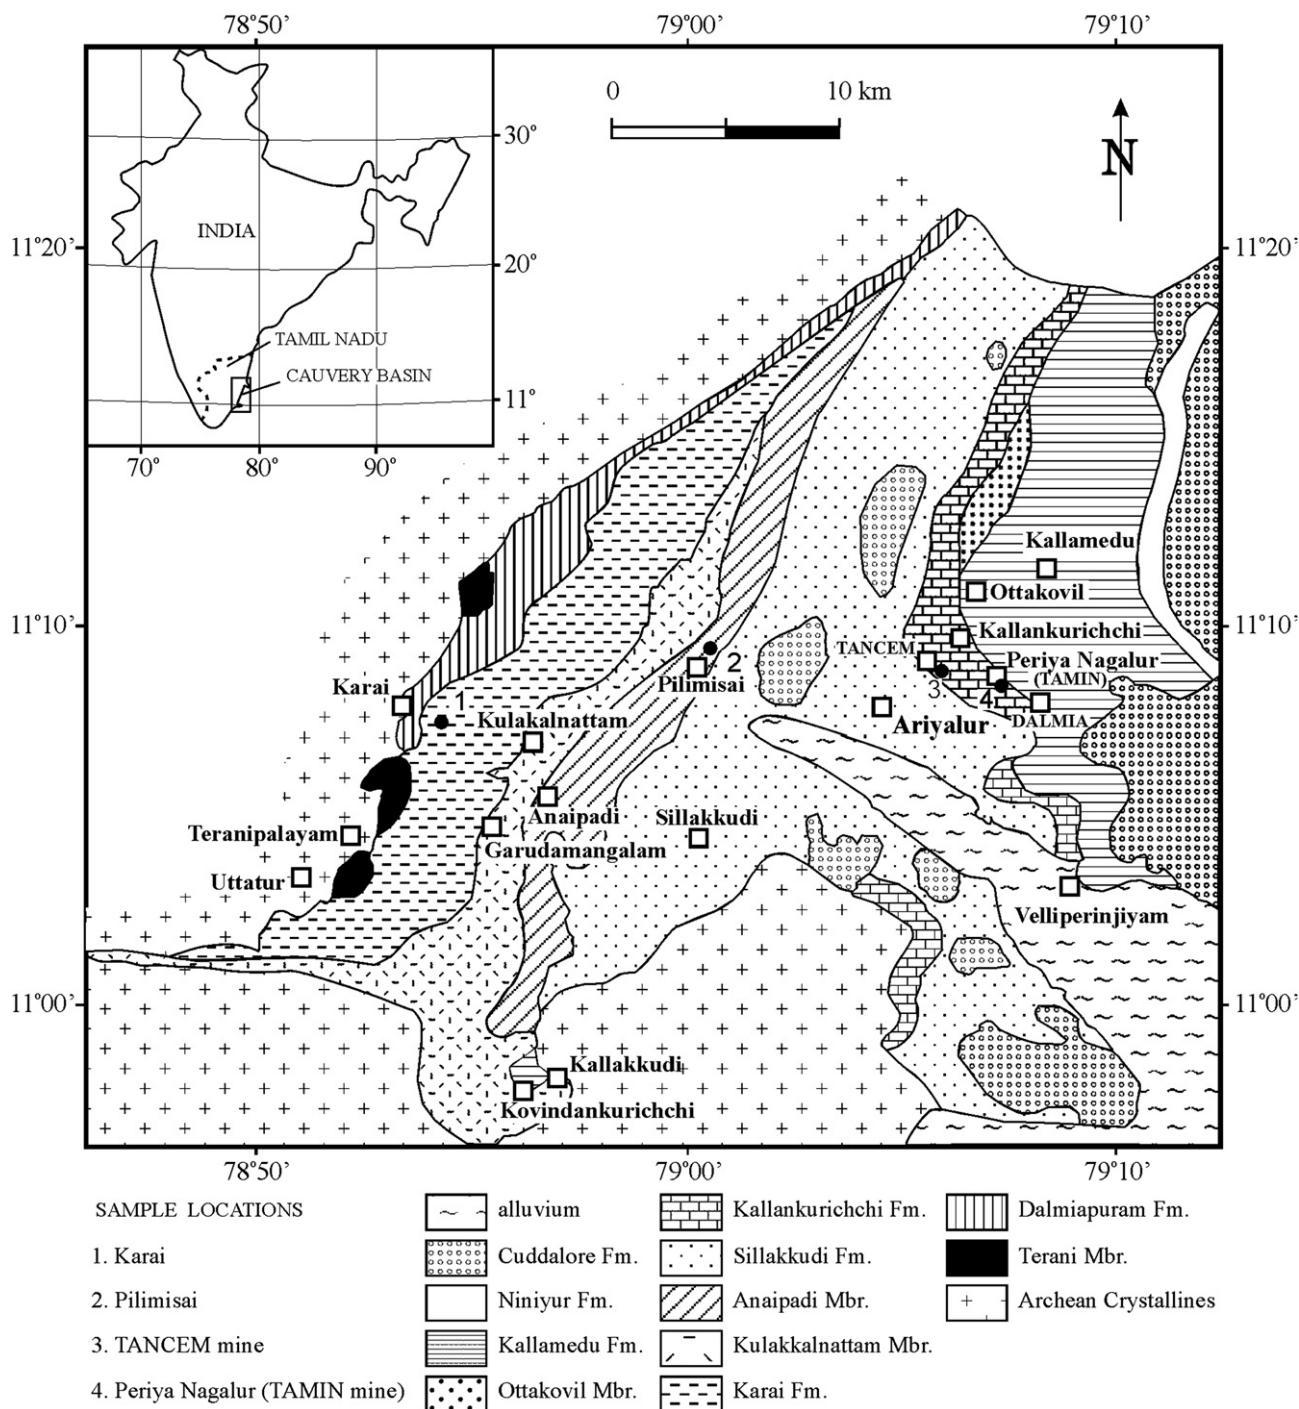 78°50’ 79°00’ 79°10’
0 10 km
N
30°
20°
11°
70° 80° 90°
INDIA
TAMIL NADU
CAUVERY BASIN
11°20’ 11°20’
11°10’ 11°10’
11°00’ 11°00’
Kallamedu
Ottakovil
Kallankurichchi
TANCEM
Periya Nagalur
(TAMIN)
3
4
DALMIA
2
Pilimisai
Karai
1
Kulakalnattam
Ariyalur
Anaipadi
Sillakkudi
Teranipalayam
Garudamangalam
Uttatur
Velliperinjiyam
Kallakkudi
Kovindankurichchi
78°50’ 79°00’ 79°10’
SAMPLE LOCATIONS
1. Karai
2. Pilimisai
3. TANCEM mine
4. Periya Nagalur (TAMIN mine)
alluvium
Cuddalore Fm.
Niniyur Fm.
Kallamedu Fm.
Ottakovil Mbr.
Kallankurichchi Fm.
Sillakkudi Fm.
Anaipadi Mbr.
Kulakkalnattam Mbr.
Karai Fm.
Dalmiapuram Fm.
Terani Mbr.
Archean Crystallines